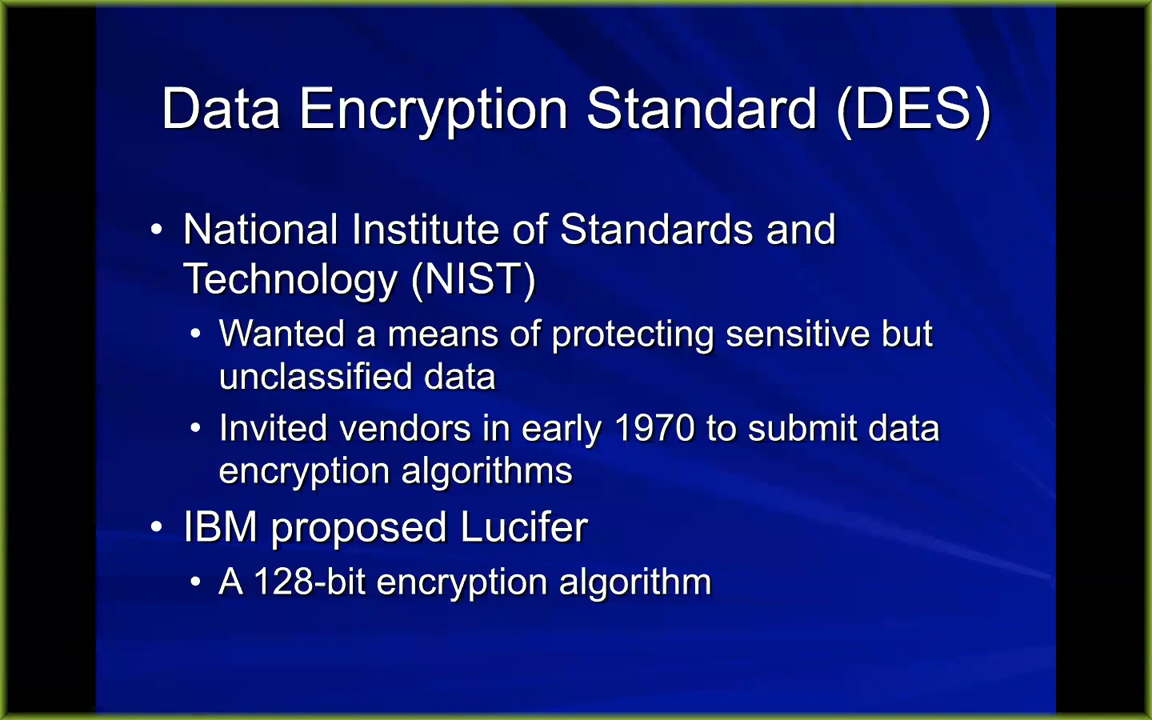 Data Encryption Standard (DES)
• National Institute of Standards and
Technology (NIST)
• Wanted a means of protecting sensitive but
unclassified data
• Invited vendors in early 1970 to submit data
encryption algorithms
• IBM proposed Lucifer
• A 128-bit encryption algorithm